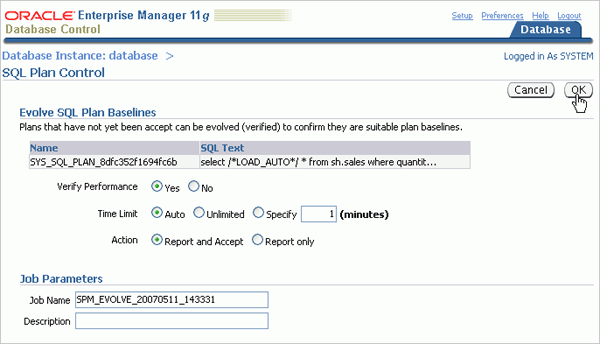 ORACLE Enterprise Manager 11g
Database Control
Setup Preferences Help Logout
Database
Database Instance: database >
Logged in As SYSTEM
SQL Plan Control
Cancel OK
Evolve SQL Plan Baselines
Plans that have not yet been accept can be evolved (verified) to confirm they are suitable plan baselines.
Name SQL Text
SYS_SQL_PLAN_8dfc352f1694fc6b select /*LOAD_AUTO*/ * from sh.sales where quantit...
Verify Performance Yes No
Time Limit Auto Unlimited Specify 1 (minutes)
Action Report and Accept Report only
Job Parameters
Job Name SPM_EVOLVE_20070511_143331
Description